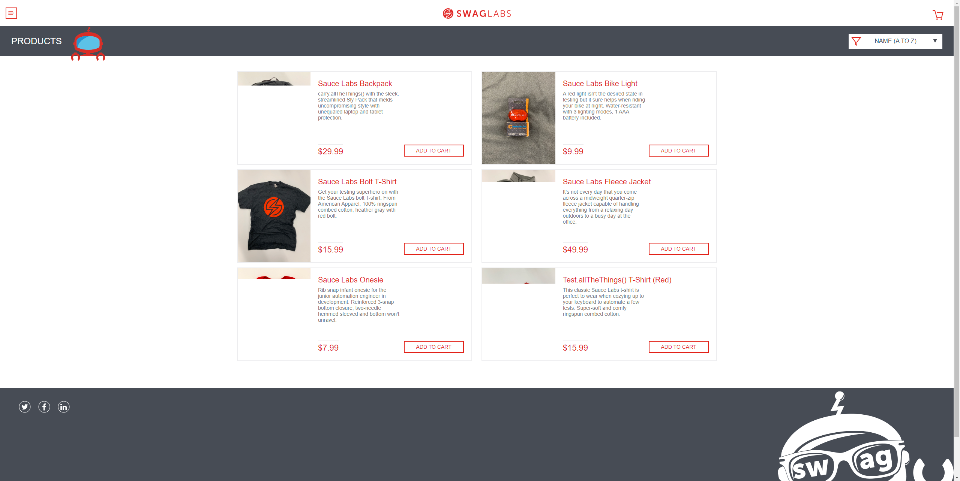 SWAGLABS
PRODUCTS
NAME (A TO Z)
Sauce Labs Backpack
carry.allTheThings() with the sleek,
streamlined Sly Pack that melds
uncompromising style with
unequaled laptop and tablet
protection.
$29.99
ADD TO CART
Sauce Labs Bike Light
A red light isn't the desired state in
testing but it sure helps when riding
your bike at night. Water-resistant
with 3 lighting modes, 1 AAA
battery included.
$9.99
ADD TO CART
Sauce Labs Bolt T-Shirt
Get your testing superhero on with
the Sauce Labs bolt T-shirt. From
American Apparel, 100% ringspun
combed cotton, heather gray with
red bolt.
$15.99
ADD TO CART
Sauce Labs Fleece Jacket
It's not every day that you come
across a midweight quarter-zip
fleece jacket capable of handling
everything from a relaxing day
outdoors to a busy day at the
office.
$49.99
ADD TO CART
Sauce Labs Onesie
Rib snap infant onesie for the
junior automation engineer in
development. Reinforced 3-snap
bottom closure, two-needle
hemmed sleeved and bottom won't
unravel.
$7.99
ADD TO CART
Test.allTheThings() T-Shirt (Red)
This classic Sauce Labs t-shirt is
perfect to wear when cozying up to
your keyboard to automate a few
tests. Super-soft and comfy
ringspun combed cotton.
$15.99
ADD TO CART
sw ag